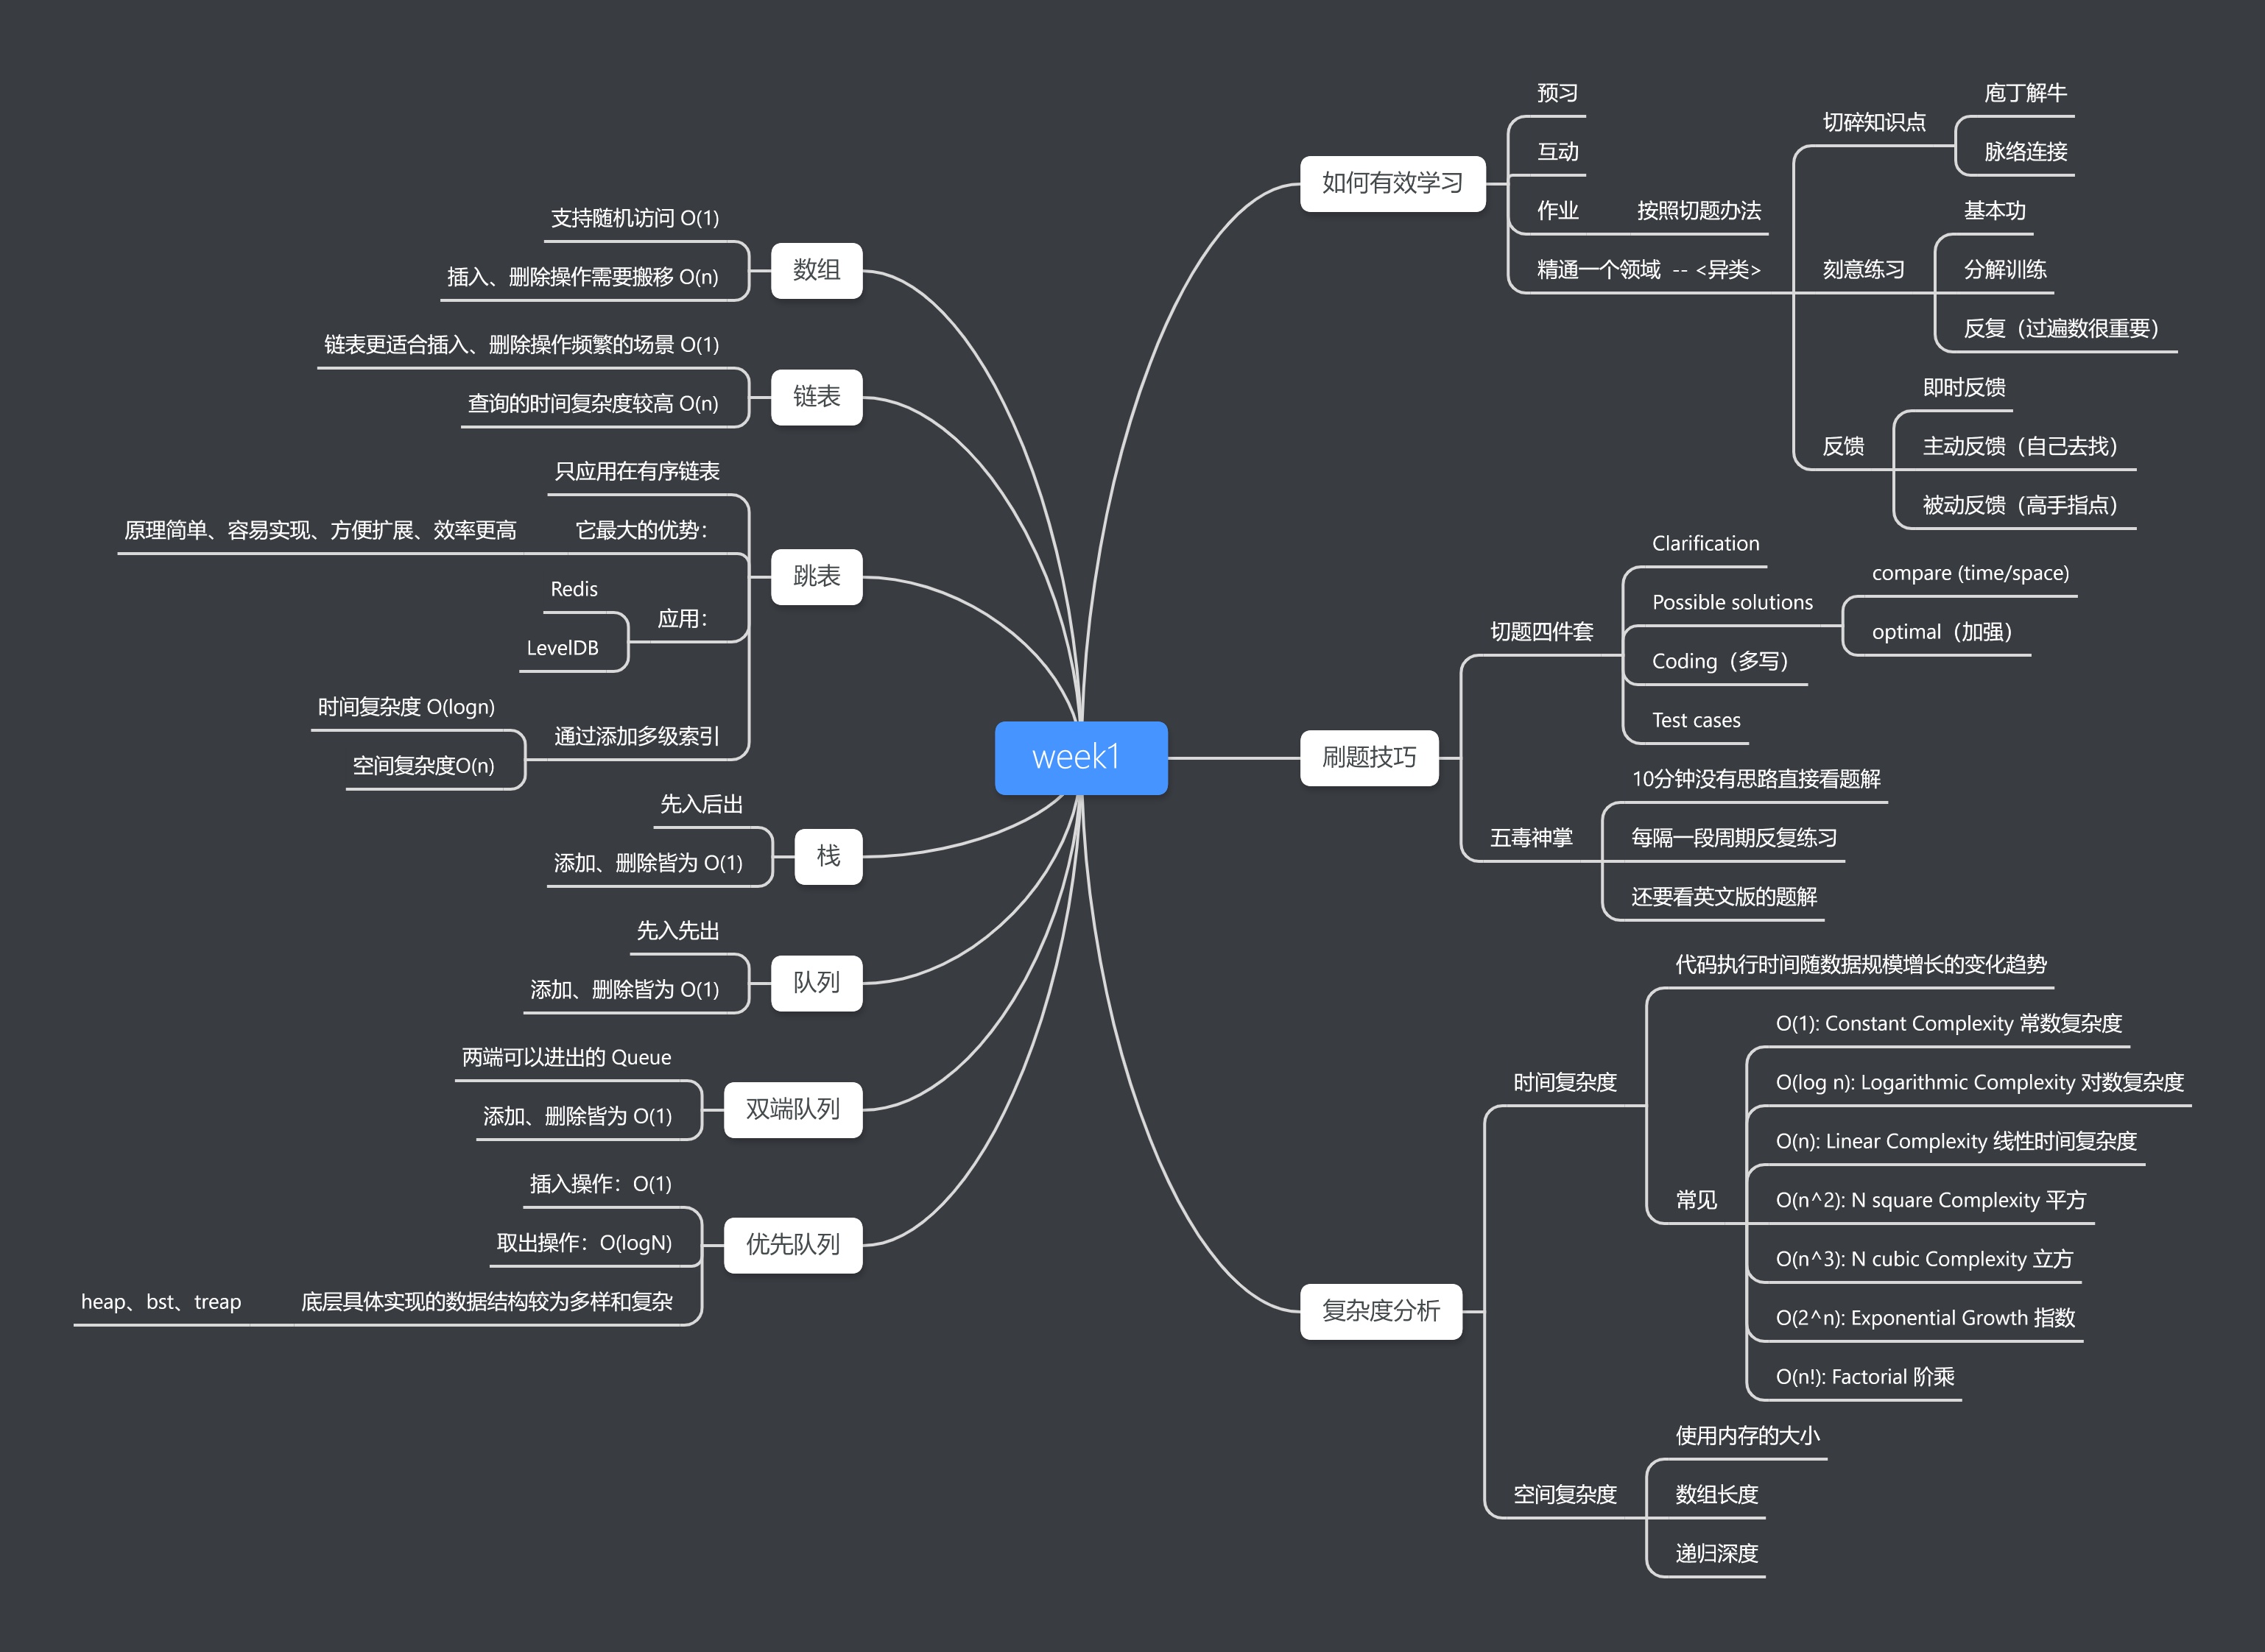 week1
如何有效学习
预习
互动
作业
按照切题办法
精通一个领域 -- <异类>
切碎知识点
庖丁解牛
脉络连接
刻意练习
基本功
分解训练
反复（过遍数很重要）
反馈
即时反馈
主动反馈（自己去找）
被动反馈（高手指点）
刷题技巧
切题四件套
Clarification
Possible solutions
compare (time/space)
optimal（加强）
Coding（多写）
Test cases
五毒神掌
10分钟没有思路直接看题解
每隔一段周期反复练习
还要看英文版的题解
复杂度分析
时间复杂度
代码执行时间随数据规模增长的变化趋势
常见
O(1): Constant Complexity 常数复杂度
O(log n): Logarithmic Complexity 对数复杂度
O(n): Linear Complexity 线性时间复杂度
O(n^2): N square Complexity 平方
O(n^3): N cubic Complexity 立方
O(2^n): Exponential Growth 指数
O(n!): Factorial 阶乘
空间复杂度
使用内存的大小
数组长度
递归深度
数组
支持随机访问 O(1)
插入、删除操作需要搬移 O(n)
链表
链表更适合插入、删除操作频繁的场景 O(1)
查询的时间复杂度较高 O(n)
跳表
只应用在有序链表
它最大的优势：
原理简单、容易实现、方便扩展、效率更高
应用：
Redis
LevelDB
通过添加多级索引
时间复杂度 O(logn)
空间复杂度O(n)
栈
先入后出
添加、删除皆为 O(1)
队列
先入先出
添加、删除皆为 O(1)
双端队列
两端可以进出的 Queue
添加、删除皆为 O(1)
优先队列
插入操作：O(1)
取出操作：O(logN)
底层具体实现的数据结构较为多样和复杂
heap、bst、treap